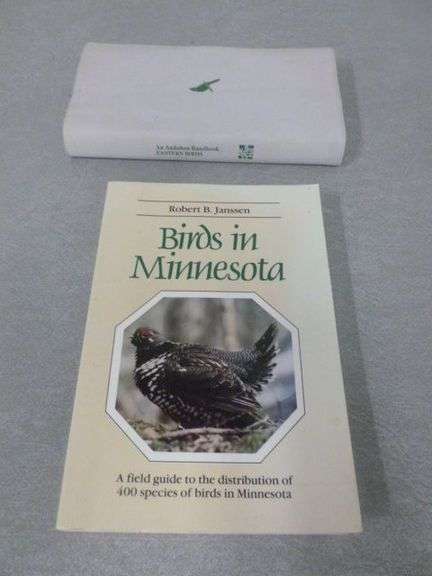 An Audubon Handbook
EASTERN BIRDS
Robert B. Janssen
Birds in
Minnesota
A field guide to the distribution of
400 species of birds in Minnesota